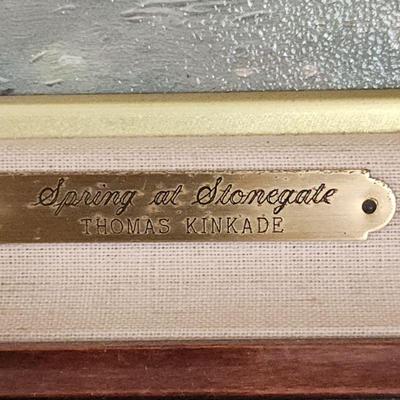 Spring at Stonegate
THOMAS KINKADE